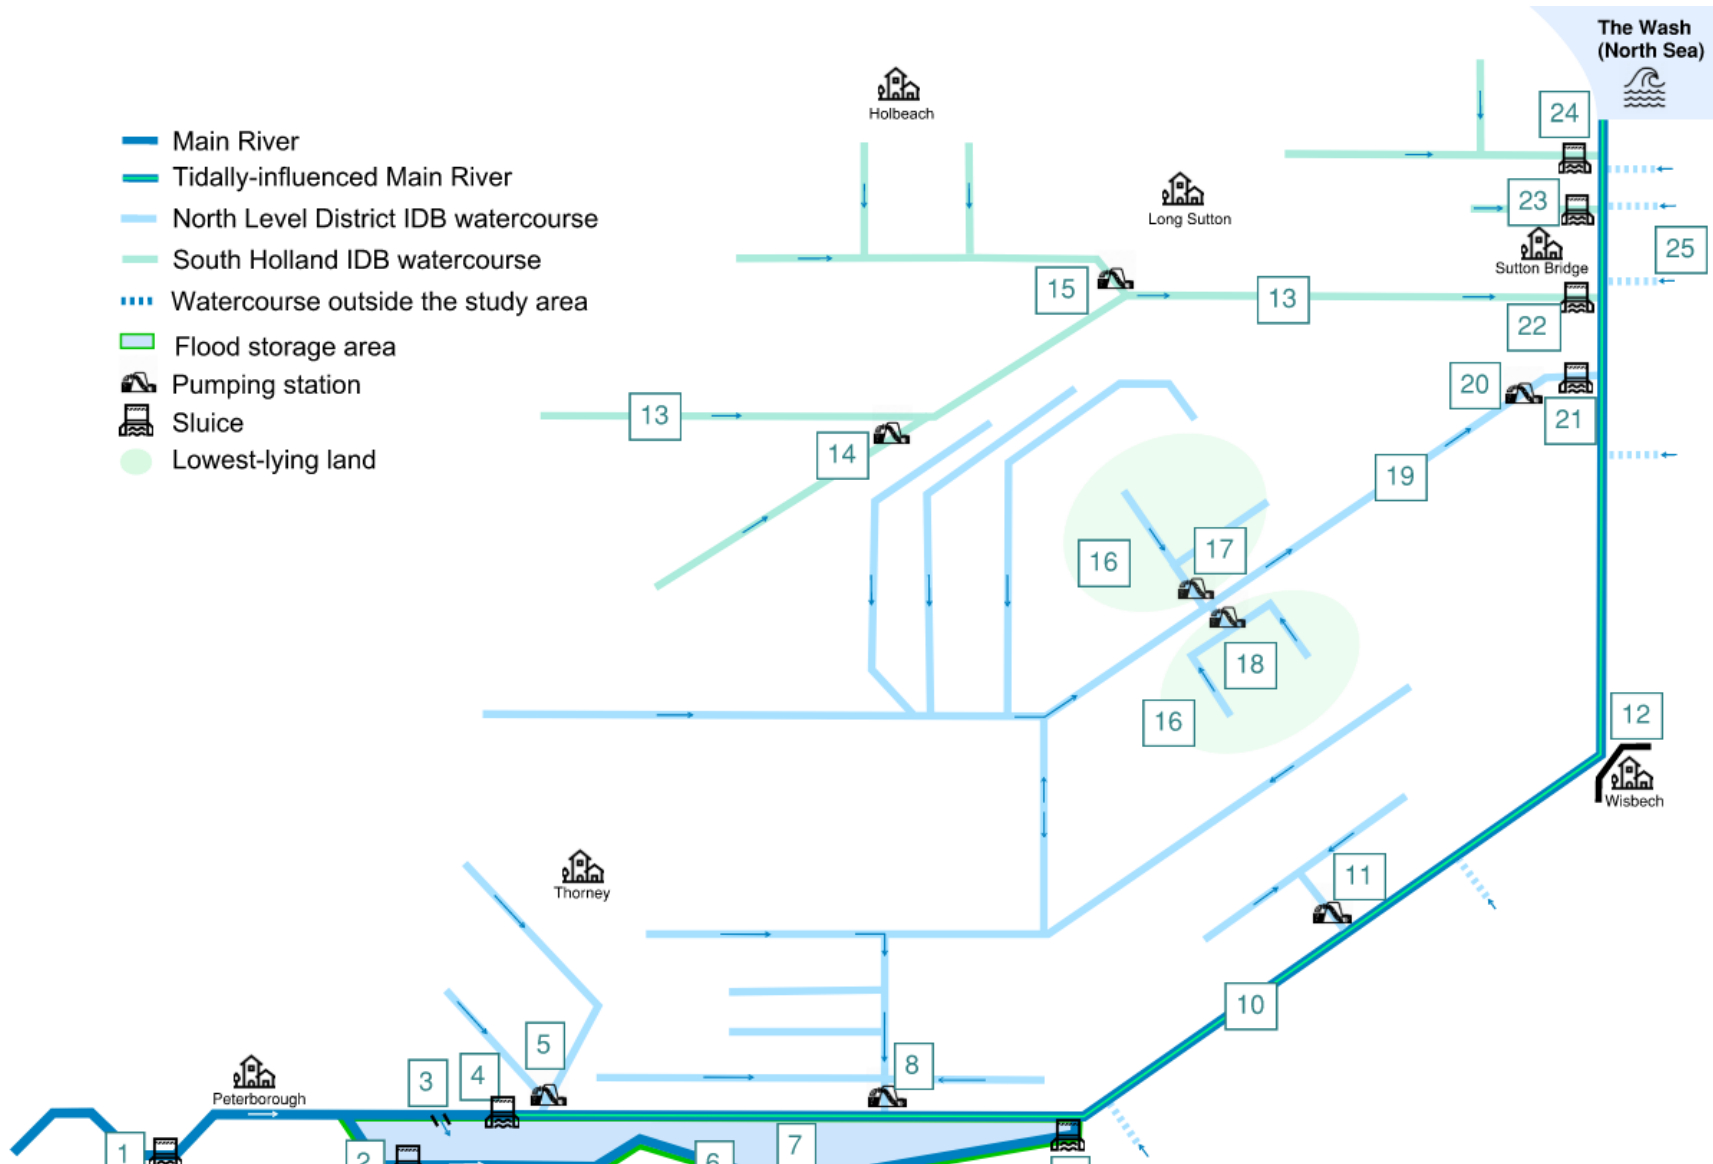 The Wash
(North Sea)
Holbeach
24
Main River
Tidally-influenced Main River
Long Sutton
23
North Level District IDB watercourse
25
South Holland IDB watercourse
Sutton Bridge
15
13
Watercourse outside the study area
22
Flood storage area
Pumping station
20
13
21
Sluice
14
Lowest-lying land
19
17
16
18
16
12
Wisbech
11
Thorney
10
5
8
3
4
Peterborough
1
2
6
7